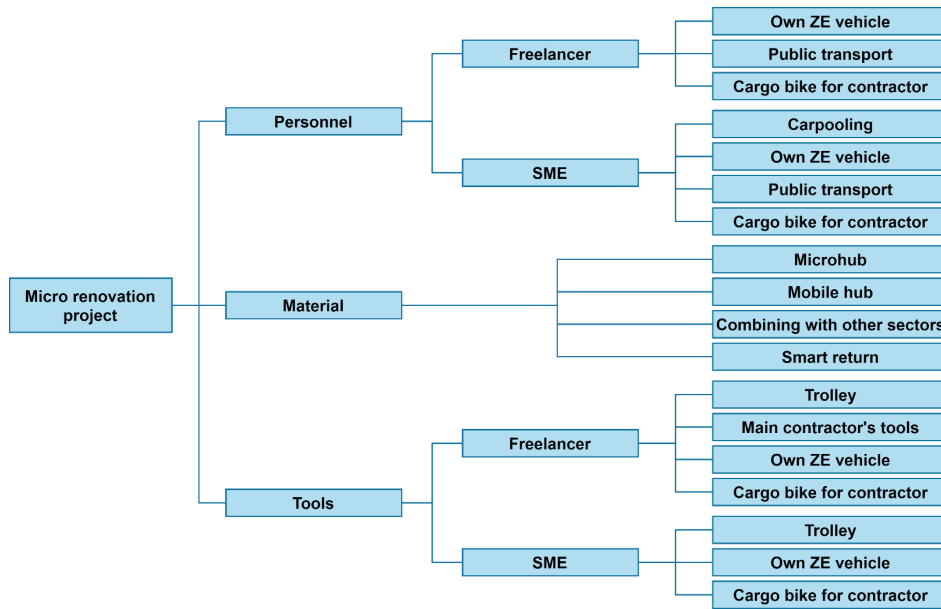 Micro renovation
project
Personnel
Freelancer
Own ZE vehicle
Public transport
Cargo bike for contractor
SME
Carpooling
Own ZE vehicle
Public transport
Cargo bike for contractor
Material
Microhub
Mobile hub
Combining with other sectors
Smart return
Tools
Freelancer
Trolley
Main contractor's tools
Own ZE vehicle
Cargo bike for contractor
SME
Trolley
Own ZE vehicle
Cargo bike for contractor